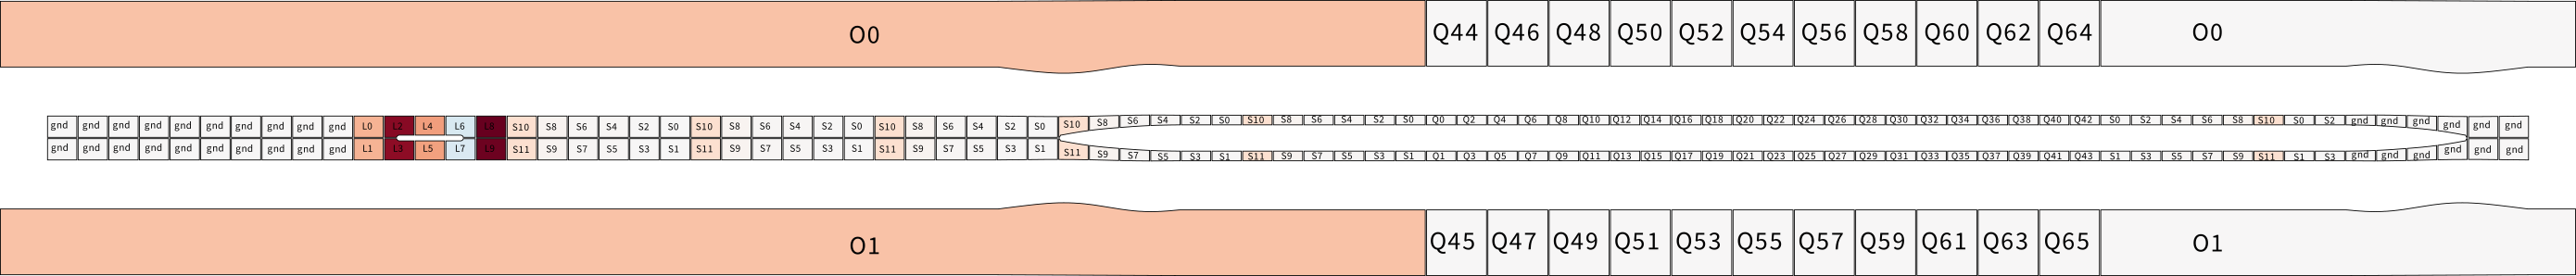 O0 Q44 Q46 Q48 Q50 Q52 Q54 Q56 Q58 Q60 Q62 Q64 O0
gnd gnd gnd gnd gnd gnd gnd gnd gnd gnd L0 L2 L4 L6 L8 S10 S8 S6 S4 S2 S0 S10 S8 S6 S4 S2 S0 S10 S8 S6 S4 S2 S0 S10 S8 S6 S4 S2 S0 S10 S8 S6 S4 S2 S0 Q0 Q2 Q4 Q6 Q8 Q10 Q12 Q14 Q16 Q18 Q20 Q22 Q24 Q26 Q28 Q30 Q32 Q34 Q36 Q38 Q40 Q42 S0 S2 S4 S6 S8 S10 S0 S2 gnd gnd gnd gnd gnd gnd
gnd gnd gnd gnd gnd gnd gnd gnd gnd gnd L1 L3 L5 L7 L9 S11 S9 S7 S5 S3 S1 S11 S9 S7 S5 S3 S1 S11 S9 S7 S5 S3 S1 S11 S9 S7 S5 S3 S1 S11 S9 S7 S5 S3 S1 Q1 Q3 Q5 Q7 Q9 Q11 Q13 Q15 Q17 Q19 Q21 Q23 Q25 Q27 Q29 Q31 Q33 Q35 Q37 Q39 Q41 Q43 S1 S3 S5 S7 S9 S11 S1 S3 gnd gnd gnd gnd gnd gnd
O1 Q45 Q47 Q49 Q51 Q53 Q55 Q57 Q59 Q61 Q63 Q65 O1